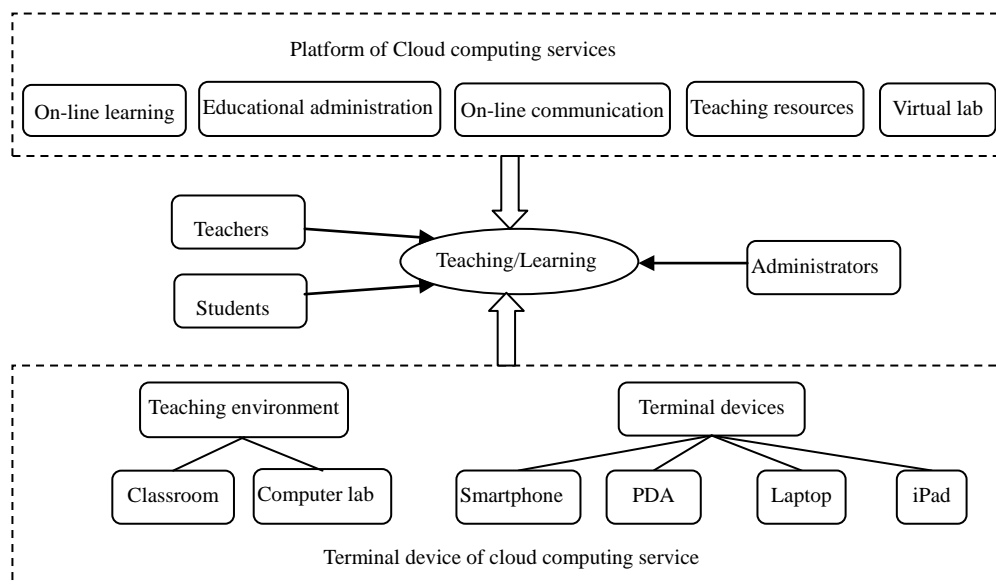 Platform of Cloud computing services
On-line learning
Educational administration
On-line communication
Teaching resources
Virtual lab
Teachers
Teaching/Learning
Administrators
Students
Teaching environment
Terminal devices
Classroom
Computer lab
Smartphone
PDA
Laptop
iPad
Terminal device of cloud computing service